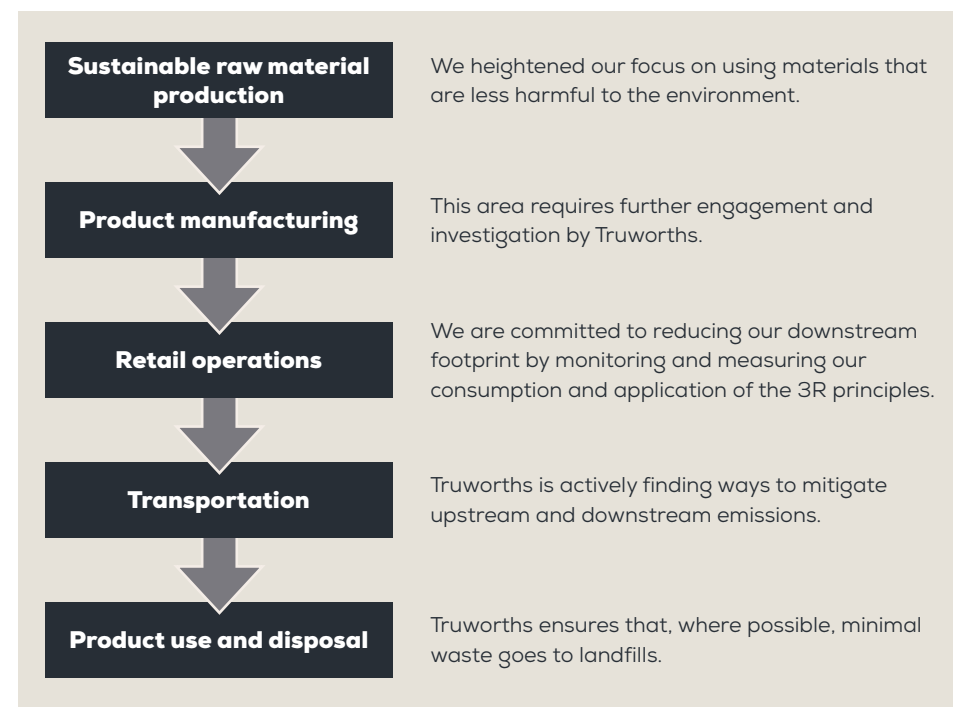 Sustainable raw material
production
We heightened our focus on using materials that
are less harmful to the environment.
Product manufacturing
This area requires further engagement and
investigation by Truworths.
Retail operations
We are committed to reducing our downstream
footprint by monitoring and measuring our
consumption and application of the 3R principles.
Transportation
Truworths is actively finding ways to mitigate
upstream and downstream emissions.
Product use and disposal
Truworths ensures that, where possible, minimal
waste goes to landfills.